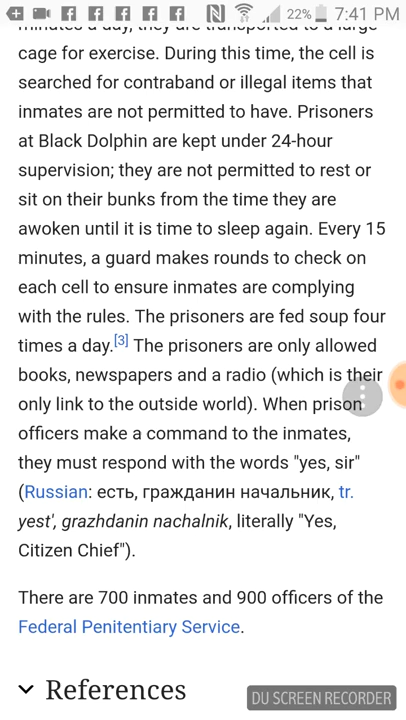 22% 7:41 PM
minutes a day, they are transported to a large
cage for exercise. During this time, the cell is
searched for contraband or illegal items that
inmates are not permitted to have. Prisoners
at Black Dolphin are kept under 24-hour
supervision; they are not permitted to rest or
sit on their bunks from the time they are
awoken until it is time to sleep again. Every 15
minutes, a guard makes rounds to check on
each cell to ensure inmates are complying
with the rules. The prisoners are fed soup four
times a day.[3] The prisoners are only allowed
books, newspapers and a radio (which is their
only link to the outside world). When prison
officers make a command to the inmates,
they must respond with the words "yes, sir"
(Russian: есть, гражданин начальник, tr.
yest', grazhdanin nachalnik, literally "Yes,
Citizen Chief").
There are 700 inmates and 900 officers of the
Federal Penitentiary Service.
References
DU SCREEN RECORDER